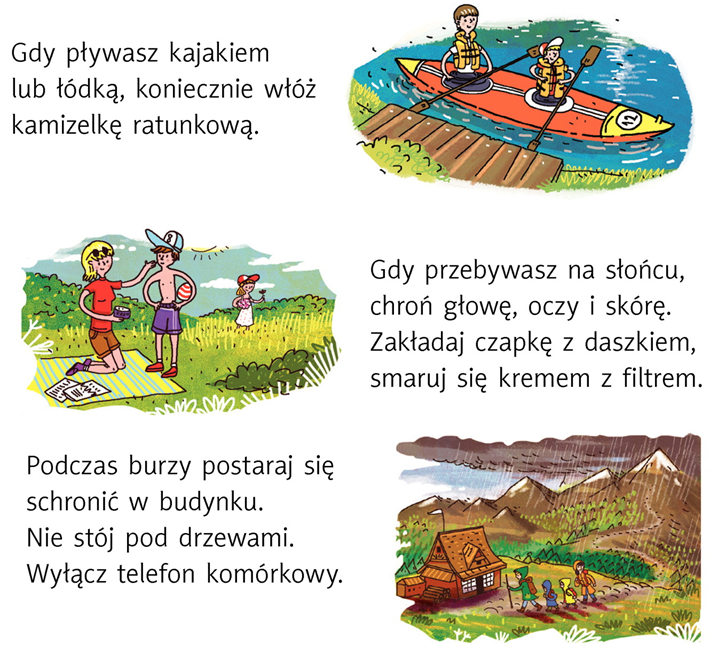 Gdy pływasz kajakiem
lub łódką, koniecznie włóż
kamizelkę ratunkową.
12
Gdy przebywasz na słońcu,
chroń głowę, oczy i skórę.
Zakładaj czapkę z daszkiem,
smaruj się kremem z filtrem.
Podczas burzy postaraj się
schronić w budynku.
Nie stój pod drzewami.
Wyłącz telefon komórkowy.